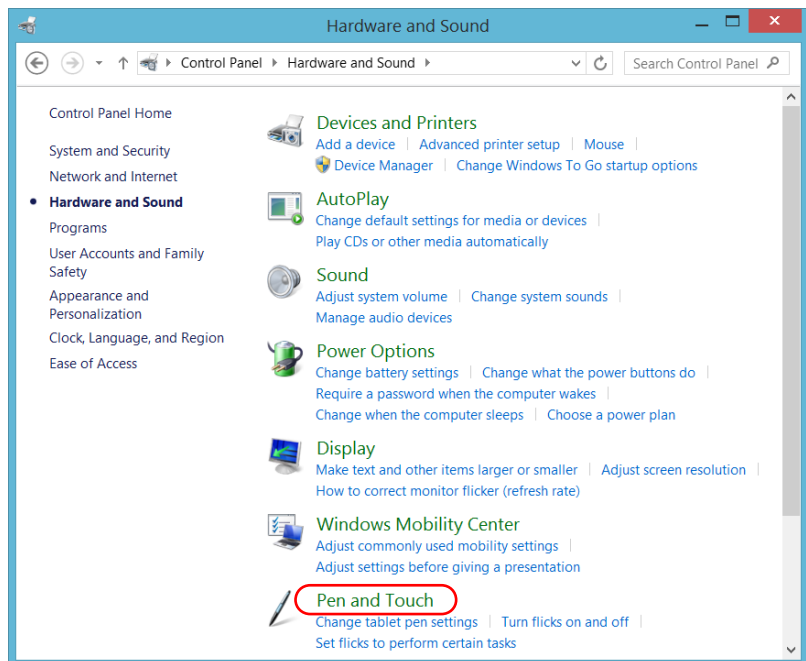 Hardware and Sound
Control Panel Hardware and Sound
Search Control Panel
Control Panel Home
System and Security
Network and Internet
Hardware and Sound
Programs
User Accounts and Family
Safety
Appearance and
Personalization
Clock, Language, and Region
Ease of Access
Devices and Printers
Add a device Advanced printer setup Mouse
Device Manager Change Windows To Go startup options
AutoPlay
Change default settings for media or devices
Play CDs or other media automatically
Sound
Adjust system volume Change system sounds
Manage audio devices
Power Options
Change battery settings Change what the power buttons do
Require a password when the computer wakes
Change when the computer sleeps Choose a power plan
Display
Make text and other items larger or smaller Adjust screen resolution
How to correct monitor flicker (refresh rate)
Windows Mobility Center
Adjust commonly used mobility settings
Adjust settings before giving a presentation
Pen and Touch
Change tablet pen settings Turn flicks on and off
Set flicks to perform certain tasks